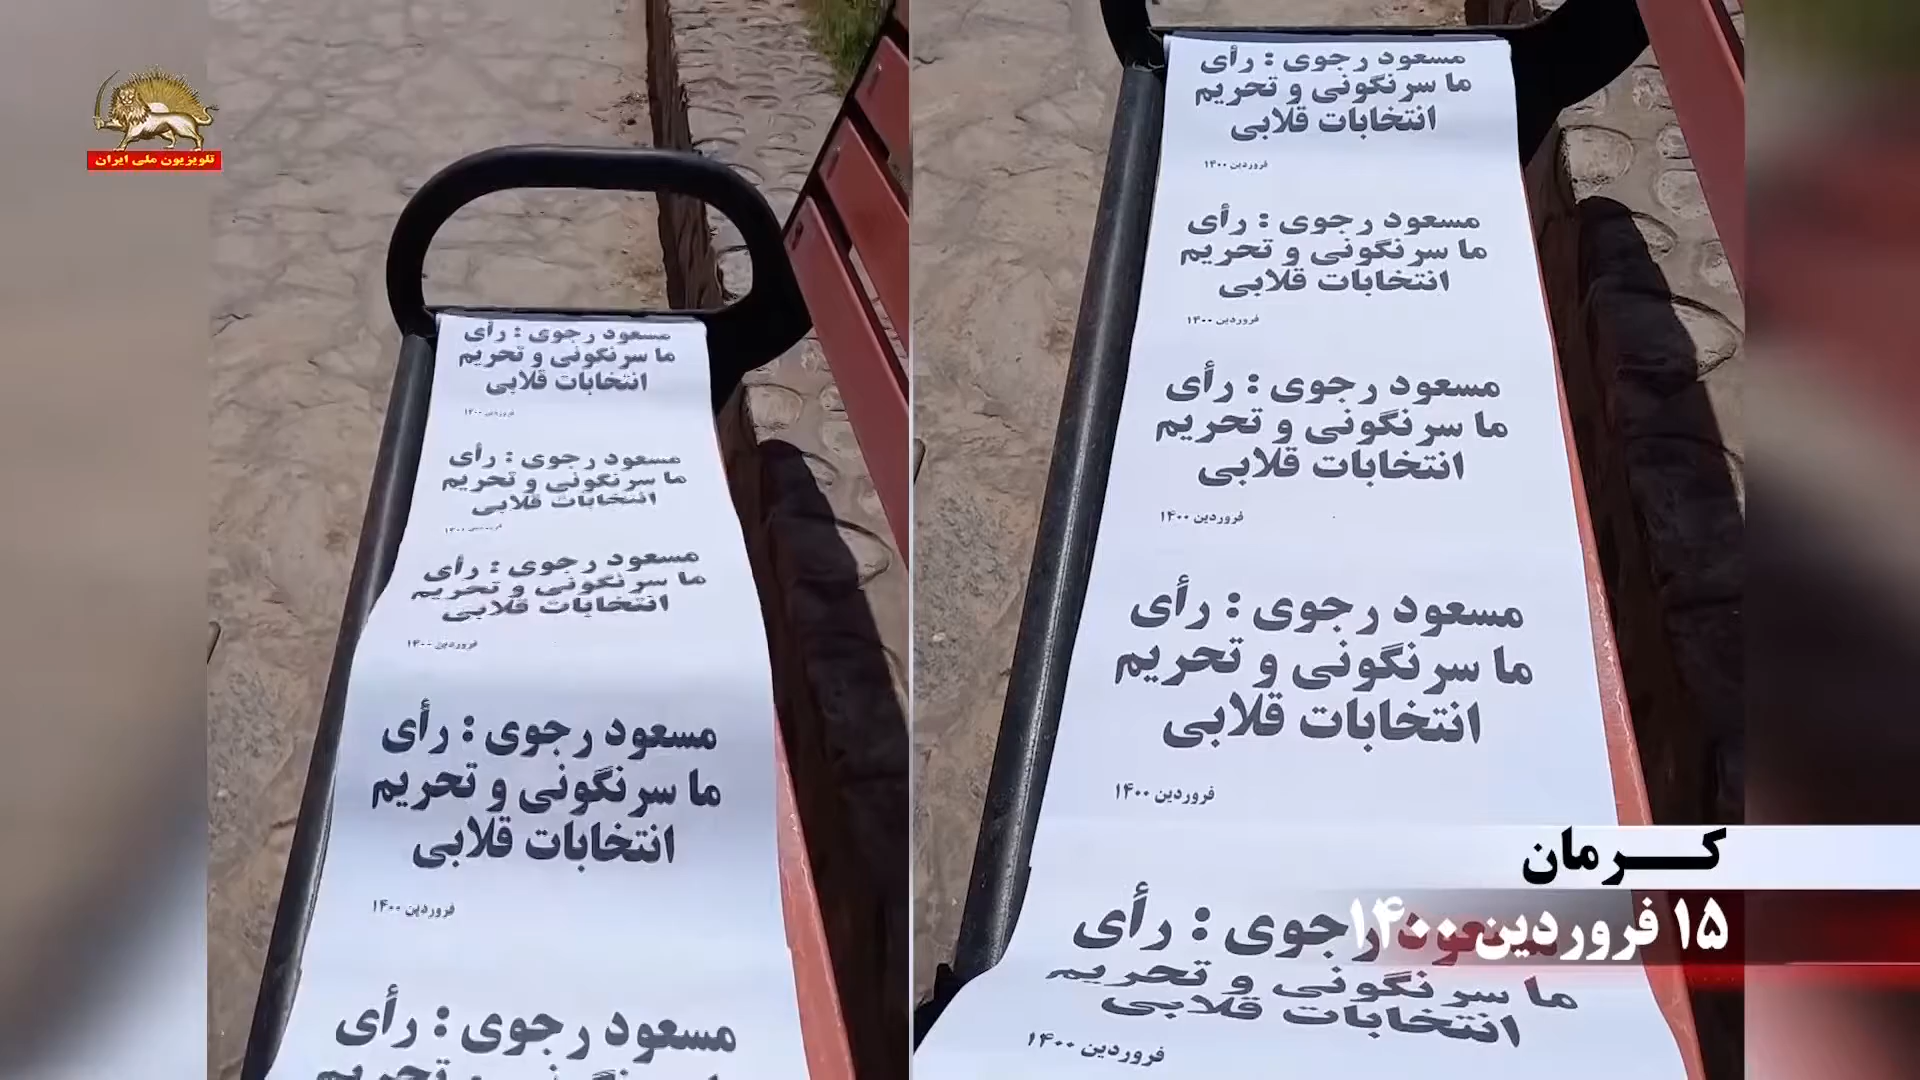 تلویزیون ملی ایران
مسعود رجوی : رأی
ما سرنگونی و تحریم
انتخابات قلابی
فروردین ۱۴۰۰
مسعود رجوی : رأی
ما سرنگونی و تحریم
انتخابات قلابی
فروردین ۱۴۰۰
مسعود رجوی : رأی
ما سرنگونی و تحریم
انتخابات قلابی
فروردین ۱۴۰۰
مسعود رجوی : رأی
ما سرنگونی و تحریم
انتخابات قلابی
فروردین ۱۴۰۰
مسعود رجوی : رأی
مسعود رجوی : رأی
ما سرنگونی و تحریم
انتخابات قلابی
فروردین ۱۴۰۰
مسعود رجوی : رأی
ما سرنگونی و تحریم
انتخابات قلابی
فروردین ۱۴۰۰
مسعود رجوی : رأی
ما سرنگونی و تحریم
انتخابات قلابی
فروردین ۱۴۰۰
مسعود رجوی : رأی
ما سرنگونی و تحریم
انتخابات قلابی
فروردین ۱۴۰۰
مسعود رجوی : رأی
ما سرنگونی و تحریم
انتخابات قلابی
فروردین ۱۴۰۰
کرمان
۱۵ فروردین ۱۴۰۰